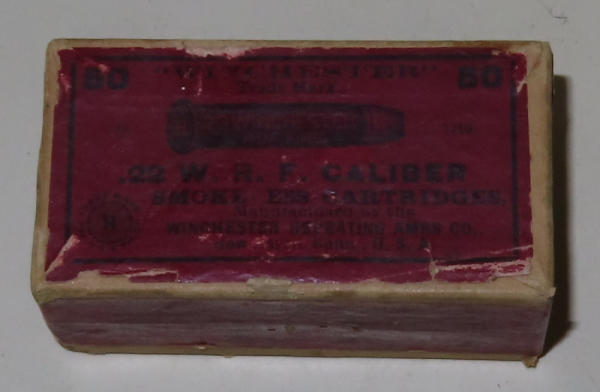 50 "WINCHESTER" 50
Trade Mark.
.22 W. R. F. CALIBER
SMOKELESS CARTRIDGES,
Manufactured by the
WINCHESTER REPEATING ARMS CO.,
New Haven Conn., U. S. A.
H